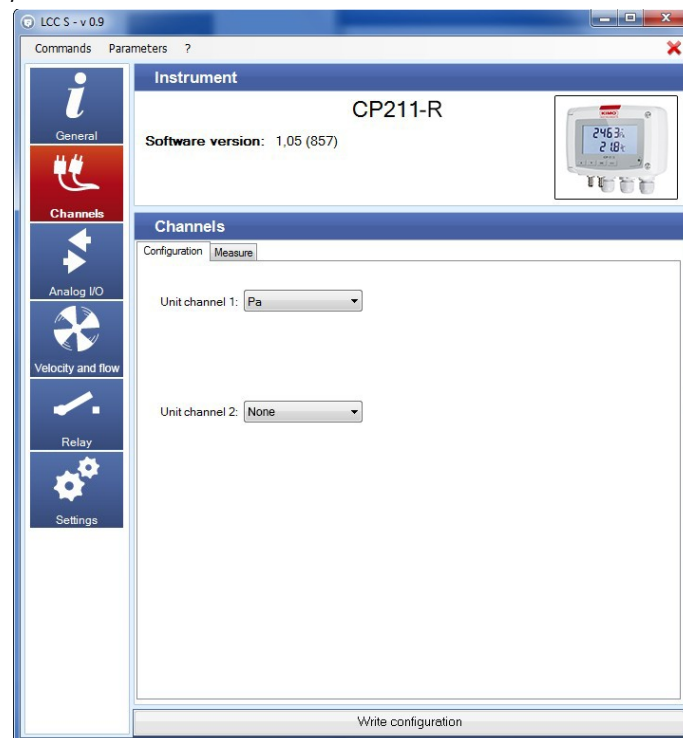 LCC S - v 0.9
Commands Parameters ?
Instrument
General
CP211-R
Software version: 1,05 (857)
Channels
Channels
Configuration Measure
Analog I/O
Unit channel 1: Pa
Velocity and flow
Unit channel 2: None
Relay
Settings
Write configuration